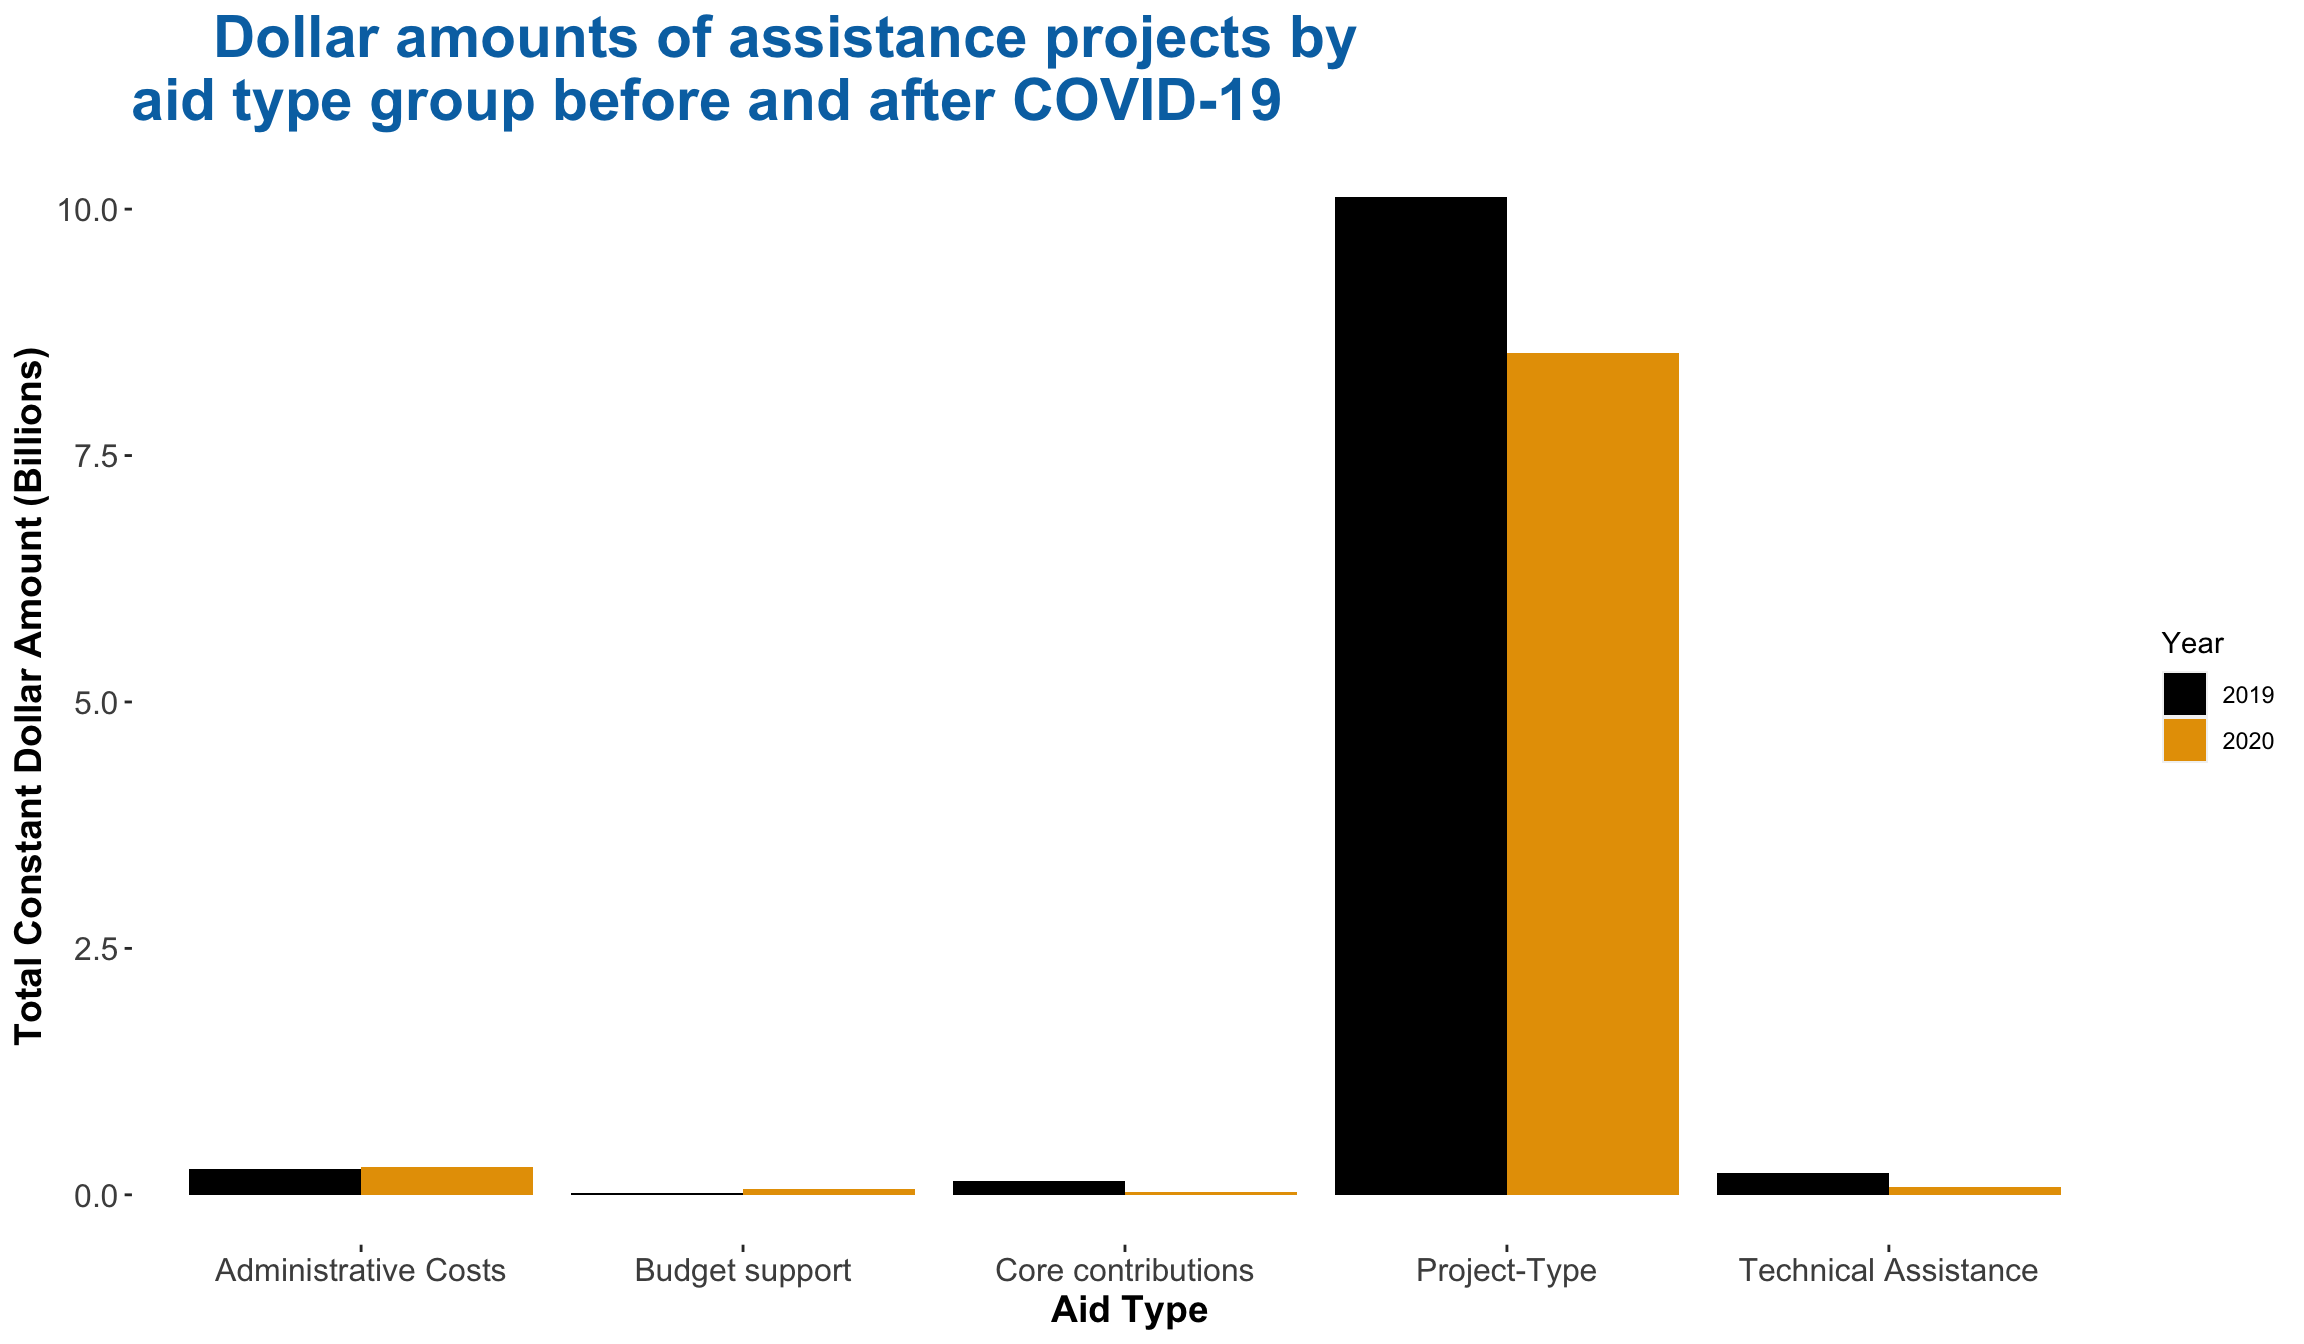 Dollar amounts of assistance projects by
aid type group before and after COVID-19
Total Constant Dollar Amount (Billions)
10.0
7.5
5.0
2.5
0.0
Administrative Costs
Budget support
Core contributions
Project-Type
Technical Assistance
Aid Type
Year
2019
2020